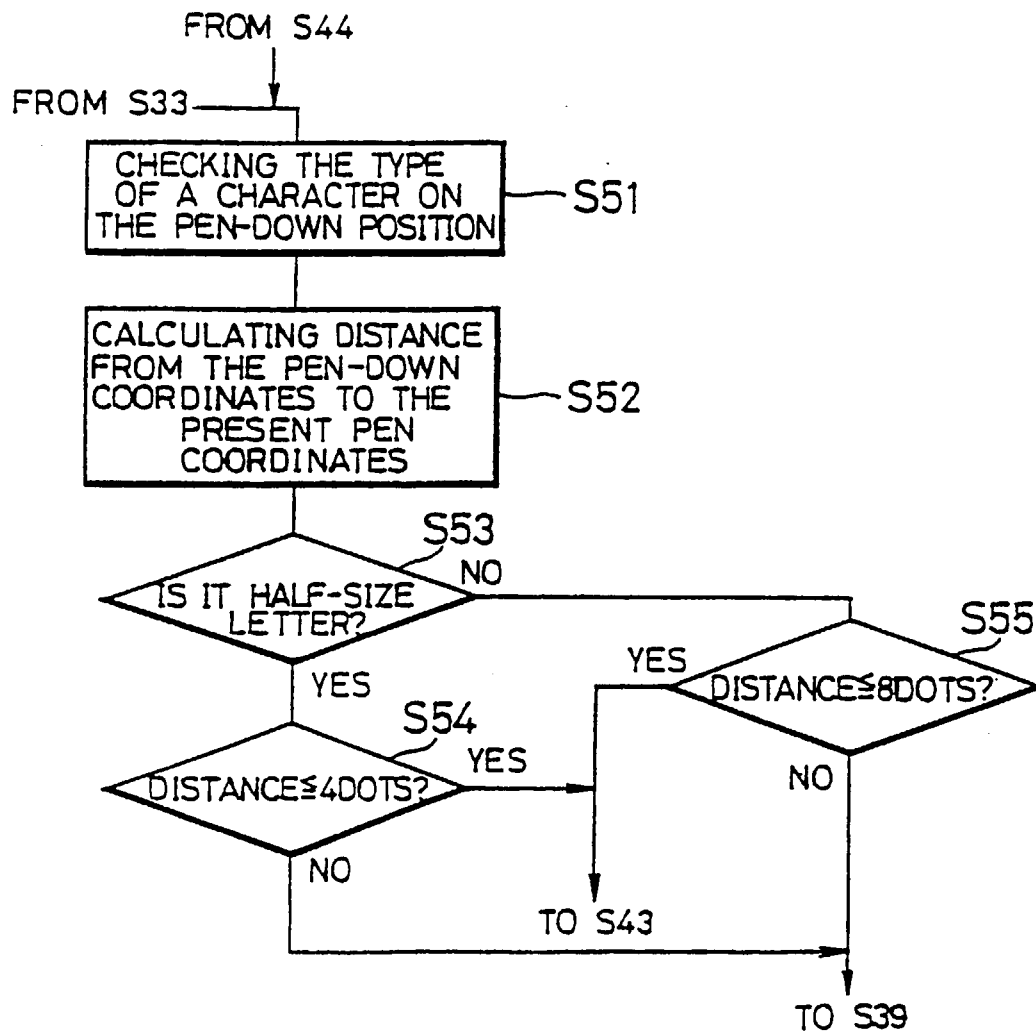 FROM S44
FROM S33
CHECKING THE TYPE
OF A CHARACTER ON
THE PEN-DOWN POSITION
S51
CALCULATING DISTANCE
FROM THE PEN-DOWN
COORDINATES TO THE
PRESENT PEN
COORDINATES
S52
S53
IS IT HALF-SIZE
LETTER?
NO
YES
S55
DISTANCE≦8DOTS?
YES
NO
S54
DISTANCE≦4DOTS?
YES
NO
TO S43
TO S39